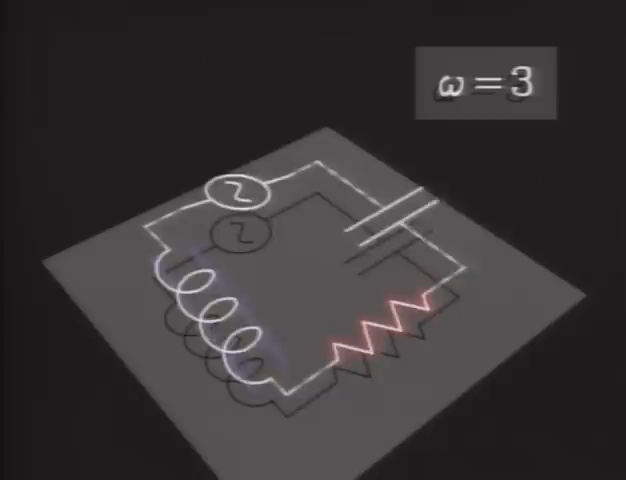 ω = 3